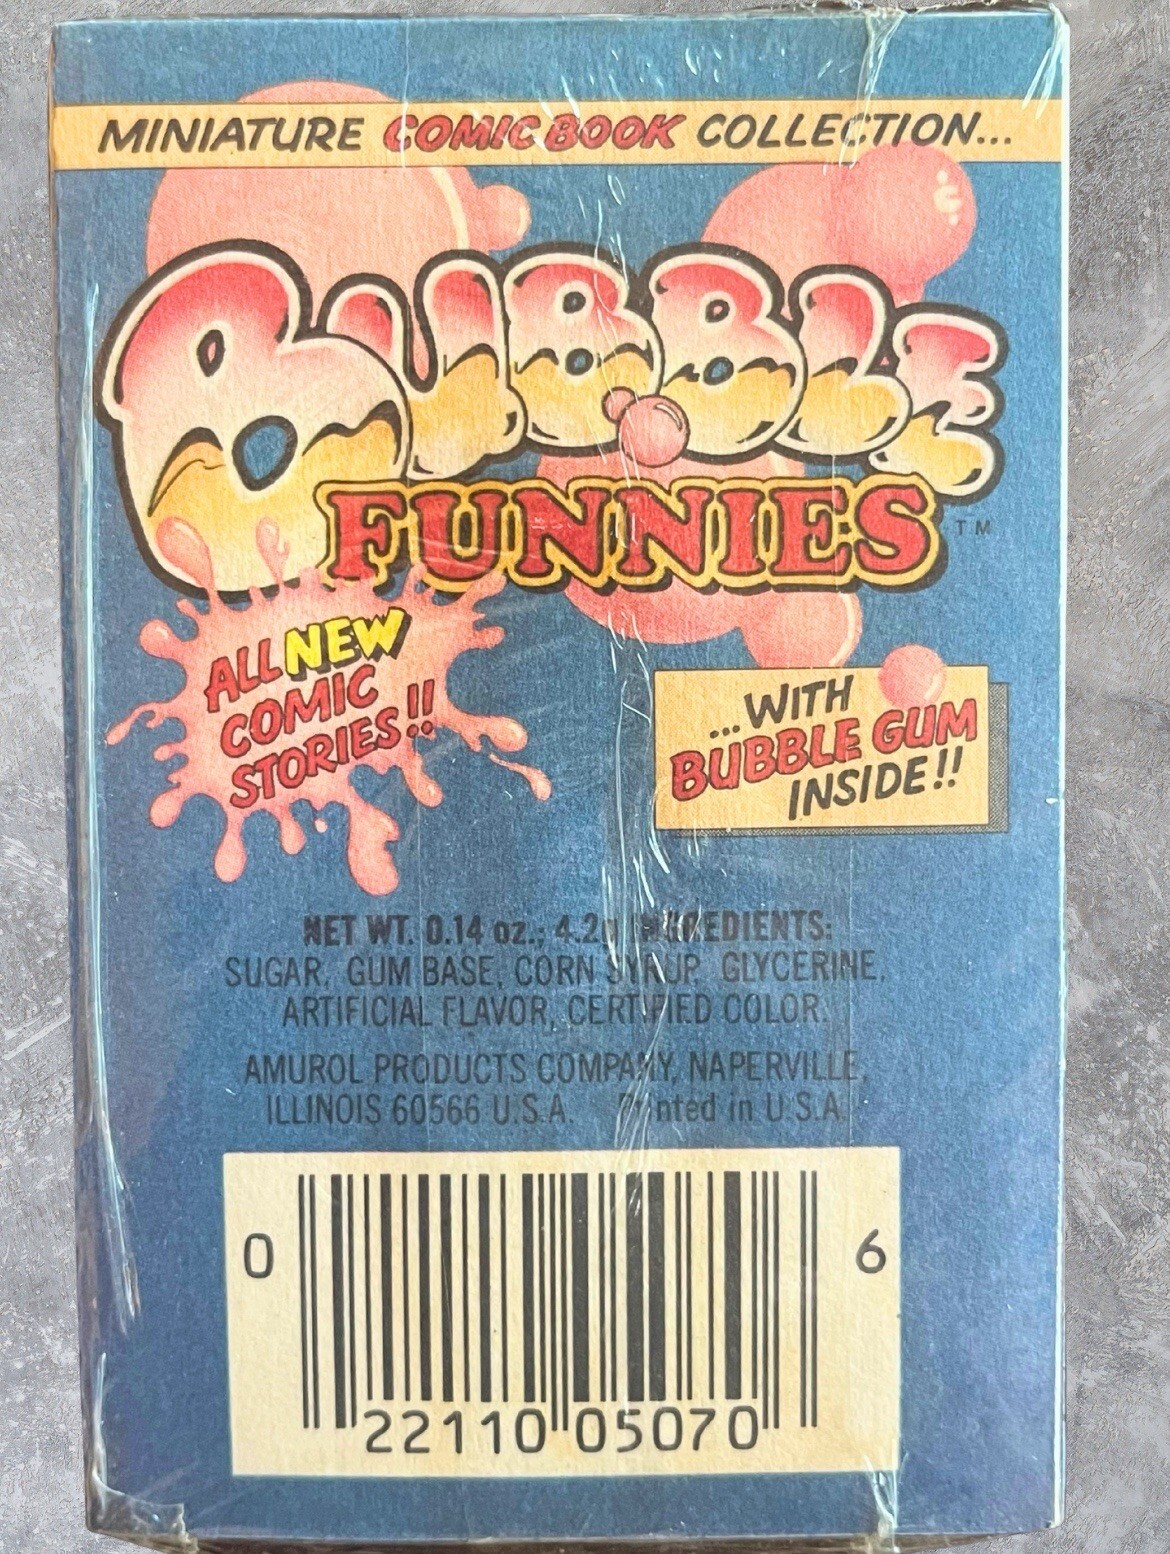 MINIATURE COMIC BOOK COLLECTION...
BUBBLE
FUNNIES TM
ALL NEW
COMIC
STORIES!!
...WITH
BUBBLE GUM
INSIDE!!
NET WT. 0.14 oz.; 4.2g INGREDIENTS:
SUGAR, GUM BASE, CORN SYRUP, GLYCERINE,
ARTIFICIAL FLAVOR, CERTIFIED COLOR.
AMUROL PRODUCTS COMPANY, NAPERVILLE,
ILLINOIS 60566 U.S.A. Printed in U.S.A.
0 6
22110 05070